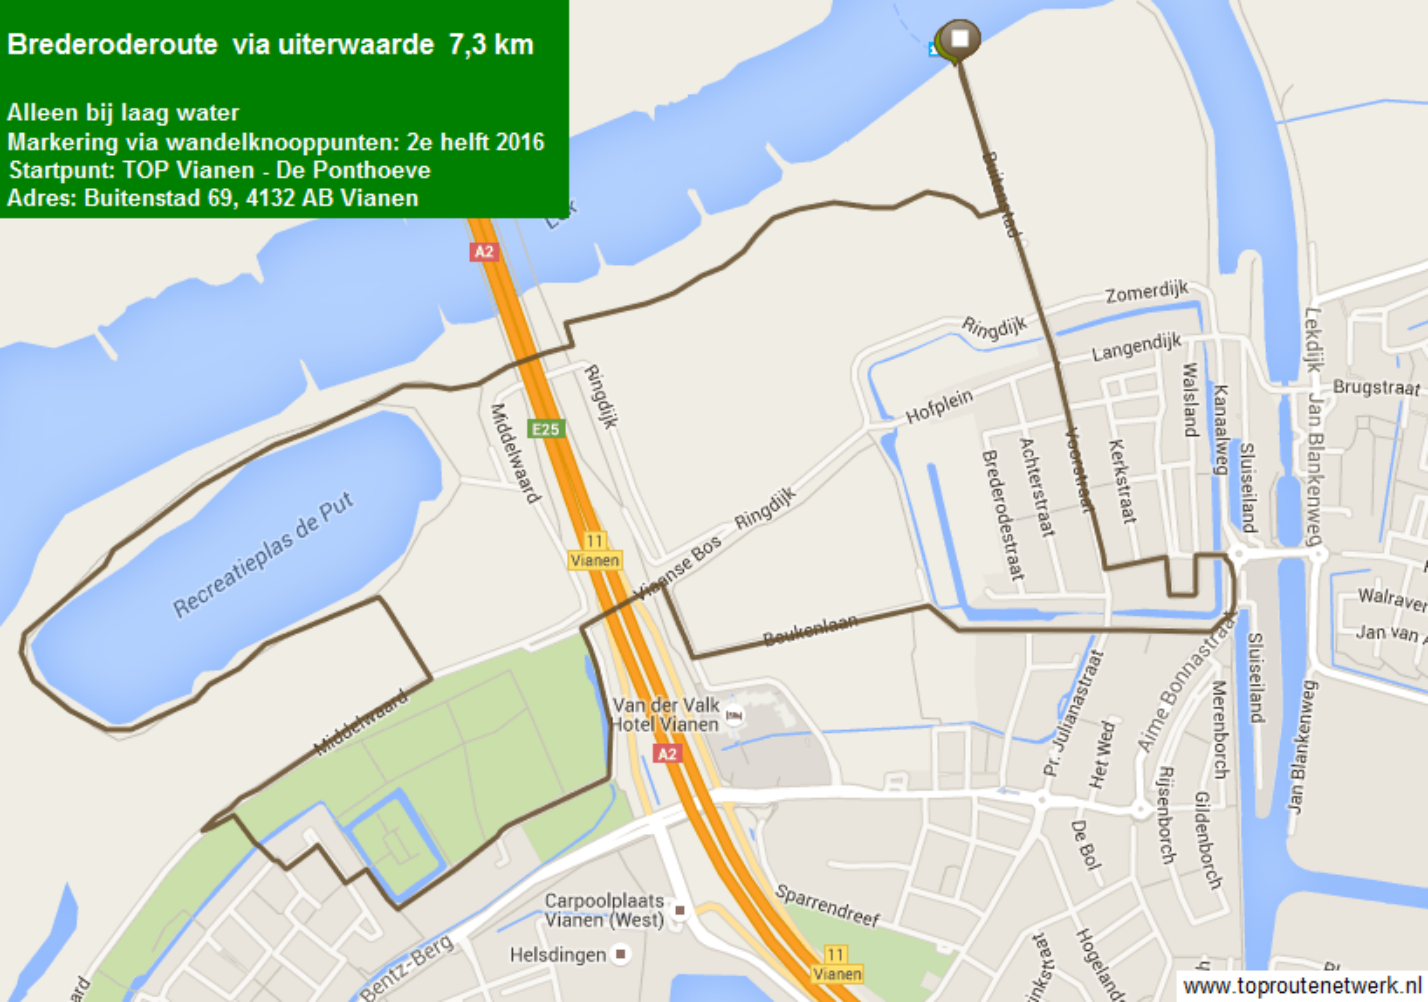 Brederoderoute via uiterwaarde 7,3 km
Alleen bij laag water
Markering via wandelknooppunten: 2e helft 2016
Startpunt: TOP Vianen - De Ponthoeve
Adres: Buitenstad 69, 4132 AB Vianen
Lek
A2
Buitenstad
Zomerdijk
Ringdijk
Langendijk
Hofplein
Walsland
Kanaalweg
Sluiseiland
Lekdijk
Jan Blankenweg
Brugstraat
Ringdijk
Middelwaard
E25
Voorstraat
Kerkstraat
Achterstraat
Brederodestraat
Ringdijk
11
Vianen
Viaanse Bos
Recreatieplas de Put
Beukenlaan
Walraven
Jan van
Middelwaard
Van der Valk
Hotel Vianen
A2
Pr. Julianastraat
Het Wed
Aime Bonnastraat
Merenborch
Sluiseiland
Jan Blankenweg
Rijsenborch
Gildenborch
De Bol
Carpoolplaats
Vianen (West)
Helsdingen
Sparrendreef
Bentz-Berg
11
Vianen
www.toproutenetwerk.nl